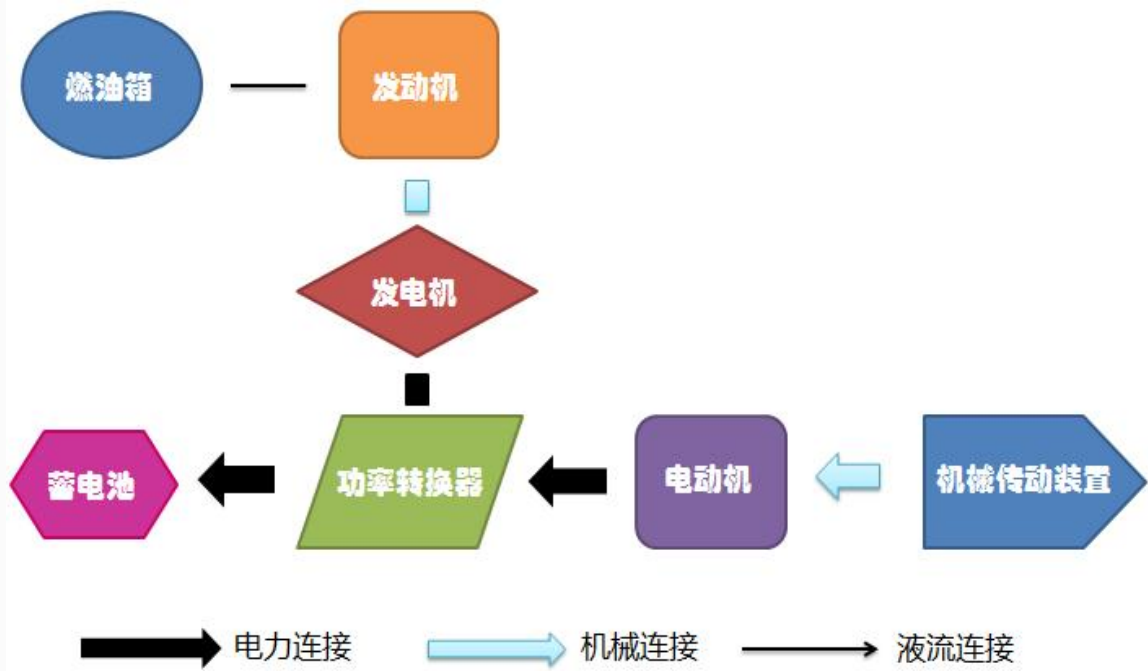 燃油箱
发动机
发电机
蓄电池
功率转换器
电动机
机械传动装置
电力连接
机械连接
液流连接